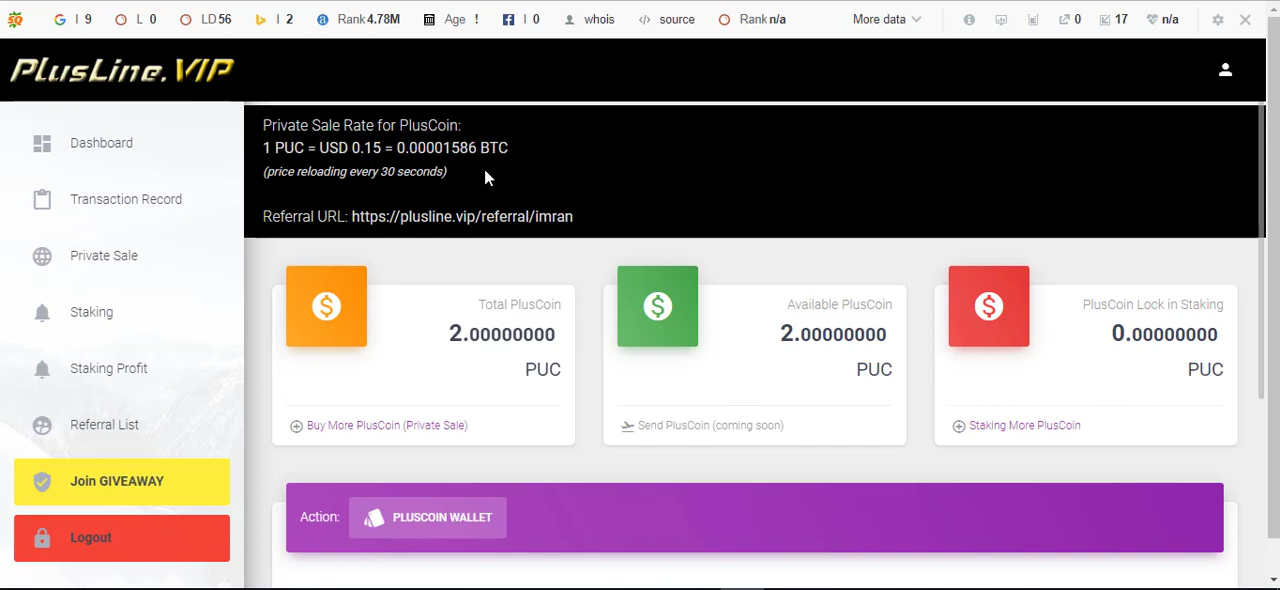 I 9 L 0 LD 56 I 2 Rank 4.78M Age ! I 0 whois source Rank n/a More data 0 17 n/a
PlusLine.VIP
Dashboard
Transaction Record
Private Sale
Staking
Staking Profit
Referral List
Join GIVEAWAY
Logout
Private Sale Rate for PlusCoin:
1 PUC = USD 0.15 = 0.00001586 BTC
(price reloading every 30 seconds)
Referral URL: https://plusline.vip/referral/imran
Total PlusCoin
2.00000000
PUC
Buy More PlusCoin (Private Sale)
Available PlusCoin
2.00000000
PUC
Send PlusCoin (coming soon)
PlusCoin Lock in Staking
0.00000000
PUC
Staking More PlusCoin
Action: PLUSCOIN WALLET